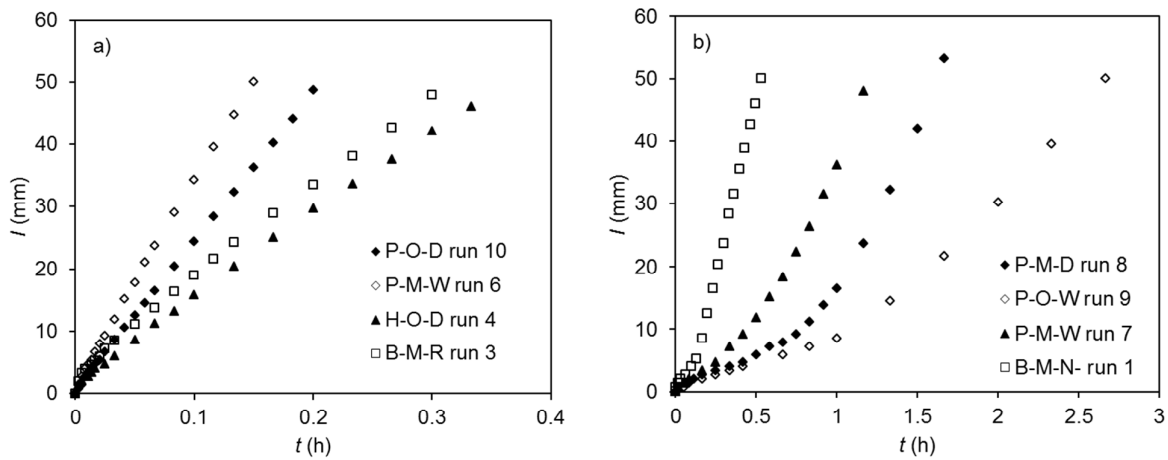 60
50
40
30
20
10
0
I (mm)
a)
P-O-D run 10
P-M-W run 6
H-O-D run 4
B-M-R run 3
0 0.1 0.2 0.3 0.4
t (h)
60
50
40
30
20
10
0
I (mm)
b)
P-M-D run 8
P-O-W run 9
P-M-W run 7
B-M-N- run 1
0 0.5 1 1.5 2 2.5 3
t (h)